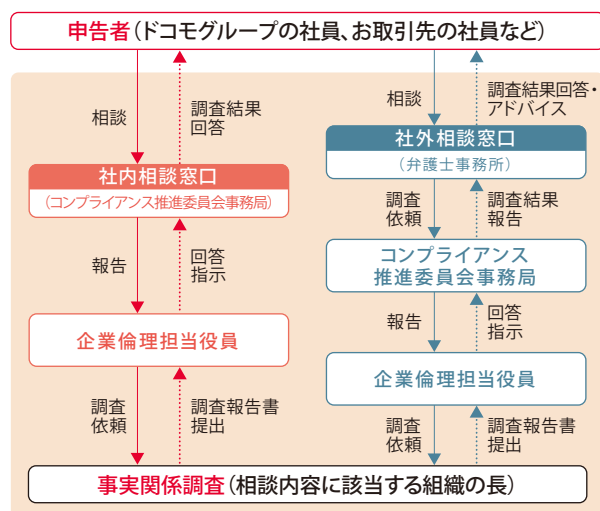 申告者(ドコモグループの社員、お取引先の社員など)
相談
調査結果
回答
社内相談窓口
(コンプライアンス推進委員会事務局)
報告
回答
指示
企業倫理担当役員
調査
依頼
調査報告書
提出
相談
調査結果回答・
アドバイス
社外相談窓口
(弁護士事務所)
調査
依頼
調査結果
報告
コンプライアンス
推進委員会事務局
報告
回答
指示
企業倫理担当役員
調査
依頼
調査報告書
提出
事実関係調査(相談内容に該当する組織の長)